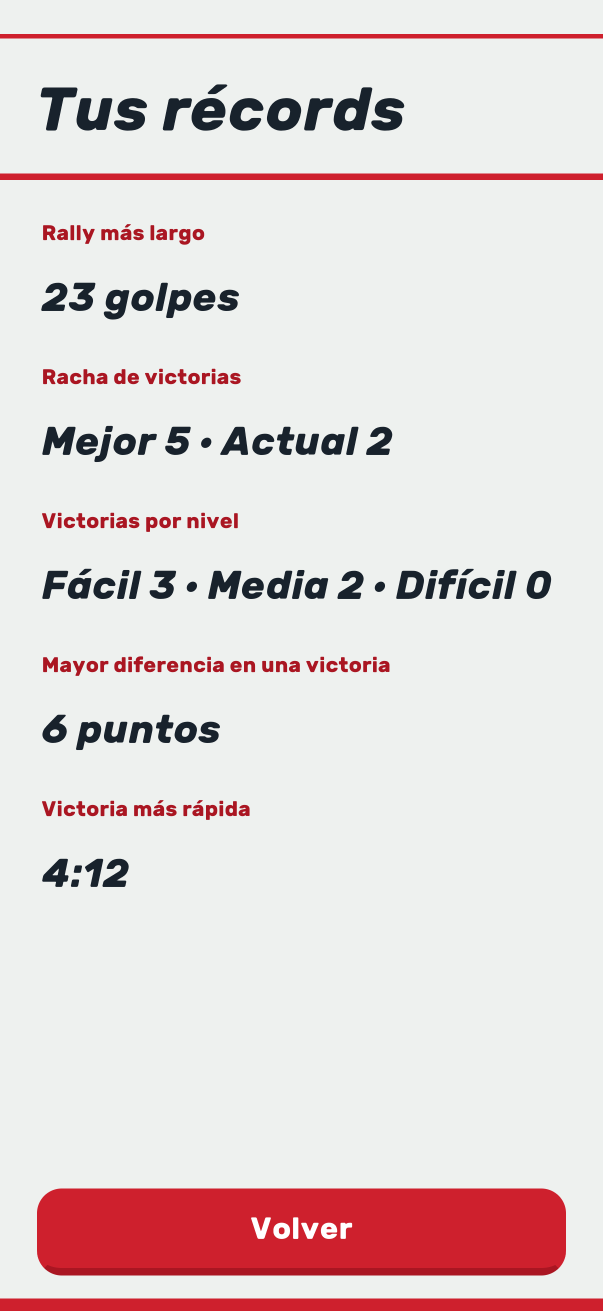 Tus récords
Rally más largo
23 golpes
Racha de victorias
Mejor 5 • Actual 2
Victorias por nivel
Fácil 3 • Media 2 • Difícil 0
Mayor diferencia en una victoria
6 puntos
Victoria más rápida
4:12
Volver